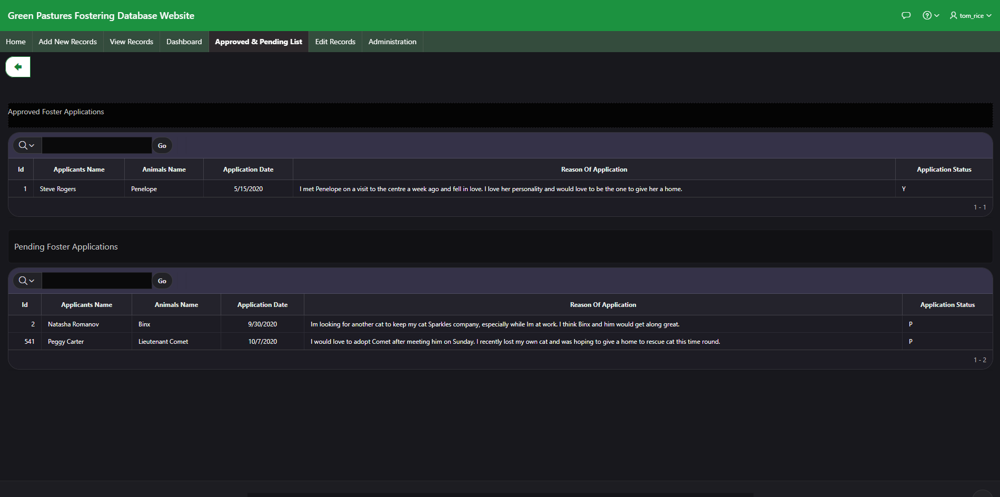 Green Pastures Fostering Database Website
tom_rice
Home Add New Records View Records Dashboard Approved & Pending List Edit Records Administration
Approved Foster Applications
Go
Id Applicants Name Animals Name Application Date Reason Of Application Application Status
1 Steve Rogers Penelope 5/15/2020 I met Penelope on a visit to the centre a week ago and fell in love. I love her personality and would love to be the one to give her a home. Y
1 - 1
Pending Foster Applications
Go
Id Applicants Name Animals Name Application Date Reason Of Application Application Status
2 Natasha Romanov Binx 9/30/2020 Im looking for another cat to keep my cat Sparkles company, especially while Im at work. I think Binx and him would get along great. P
541 Peggy Carter Lieutenant Comet 10/7/2020 I would love to adopt Comet after meeting him on Sunday. I recently lost my own cat and was hoping to give a home to rescue cat this time round. P
1 - 2